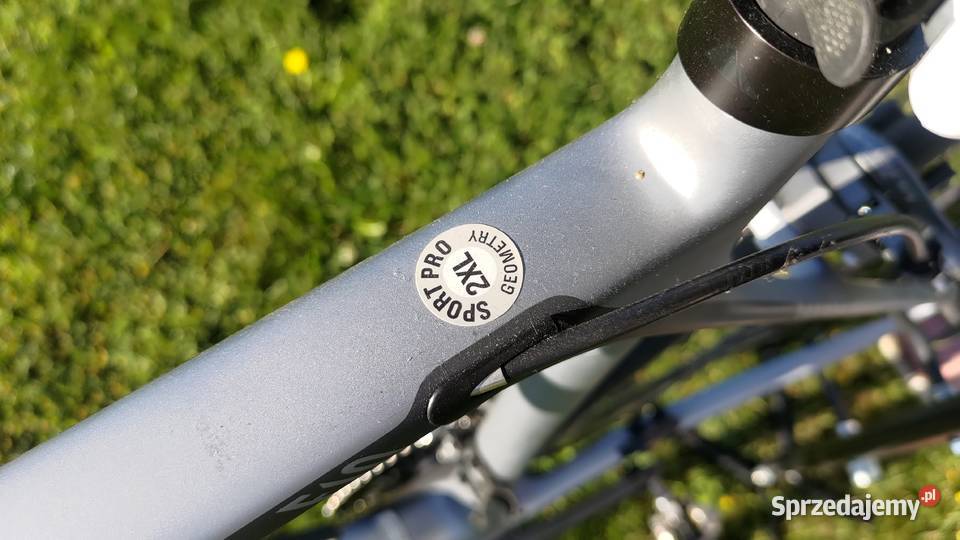 SPORT PRO
2XL
GEOMETRY
Sprzedajemy.pl